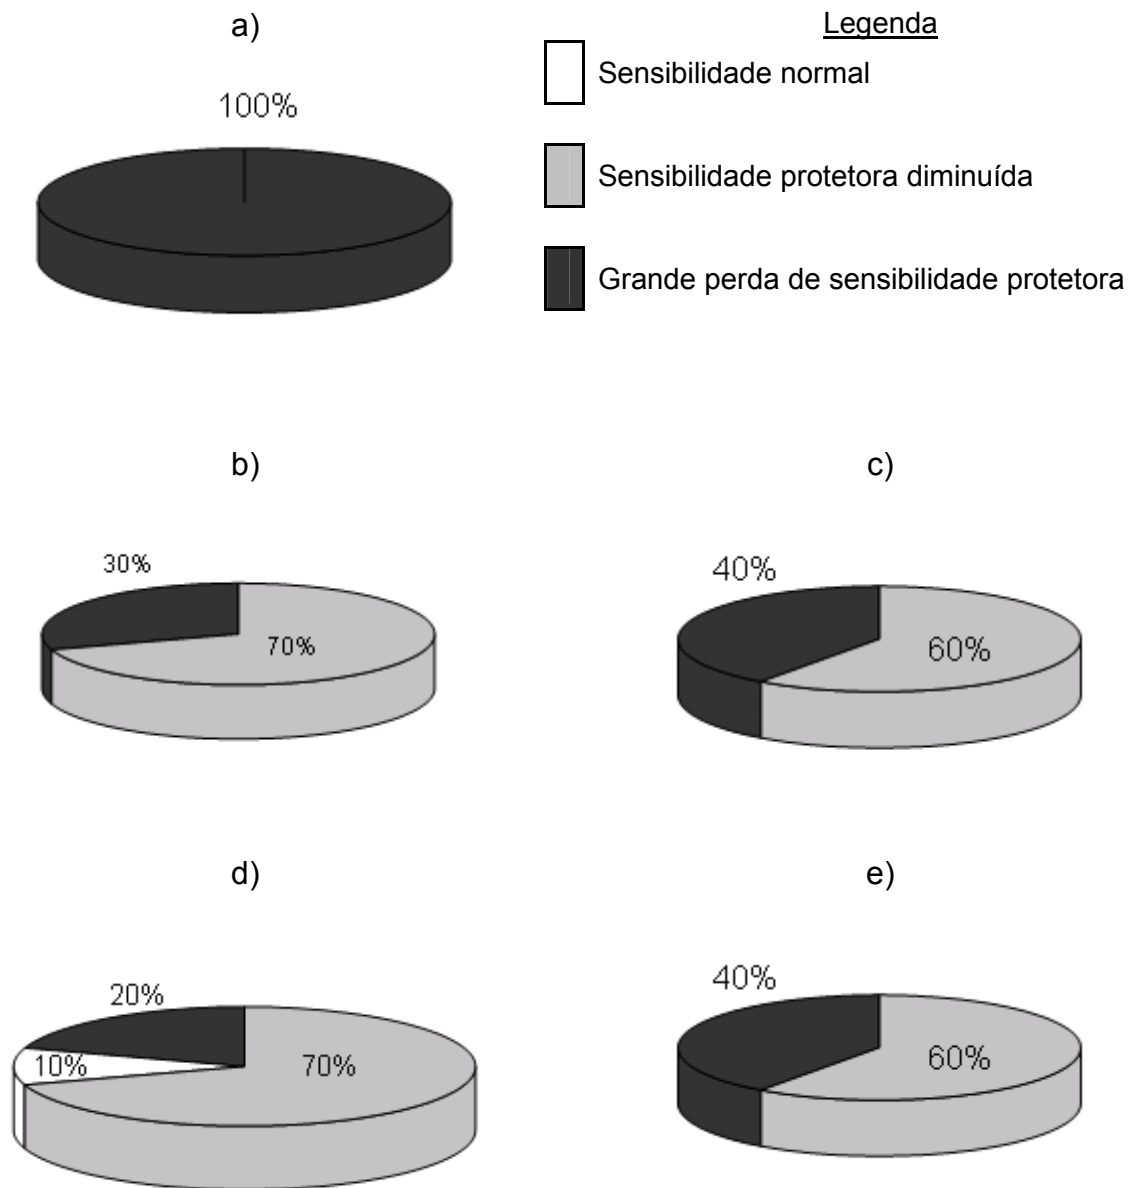 a)
100%
Legenda
Sensibilidade normal
Sensibilidade protetora diminuída
Grande perda de sensibilidade protetora
b)
30%
70%
c)
40%
60%
d)
20%
10%
70%
e)
40%
60%